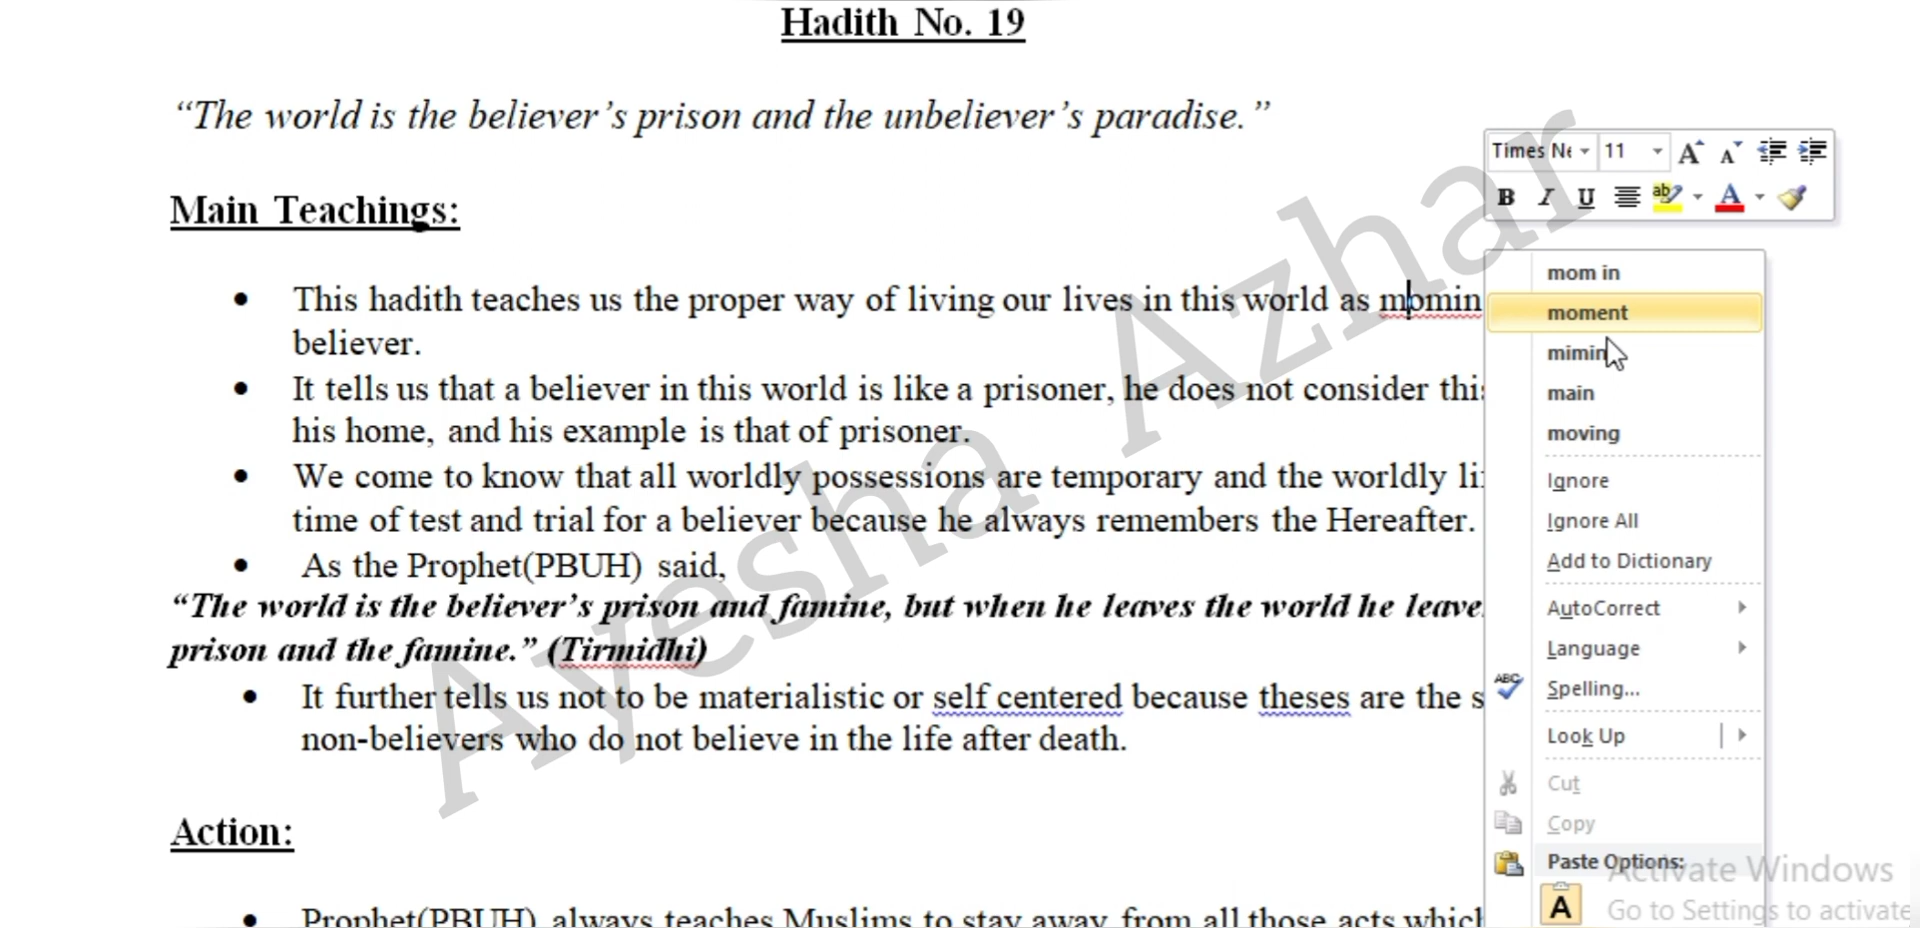 Hadith No. 19
“The world is the believer’s prison and the unbeliever’s paradise.”
Main Teachings:
• This hadith teaches us the proper way of living our lives in this world as momin
believer.
• It tells us that a believer in this world is like a prisoner, he does not consider this
his home, and his example is that of prisoner.
• We come to know that all worldly possessions are temporary and the worldly
time of test and trial for a believer because he always remembers the Hereafter.
• As the Prophet(PBUH) said,
“The world is the believer’s prison and famine, but when he leaves the world he leave
prison and the famine.” (Tirmidhi)
• It further tells us not to be materialistic or self centered because theses are the s
non-believers who do not believe in the life after death.
Action:
• Prophet(PBUH) always teaches Muslims to stay away from all those acts which
Ayesha Azhar
Times Ne 11
B I U
mom in
moment
mimin
main
moving
Ignore
Ignore All
Add to Dictionary
AutoCorrect
Language
Spelling...
Look Up
Cut
Copy
Paste Options:
A
Activate Windows
Go to Settings to activate